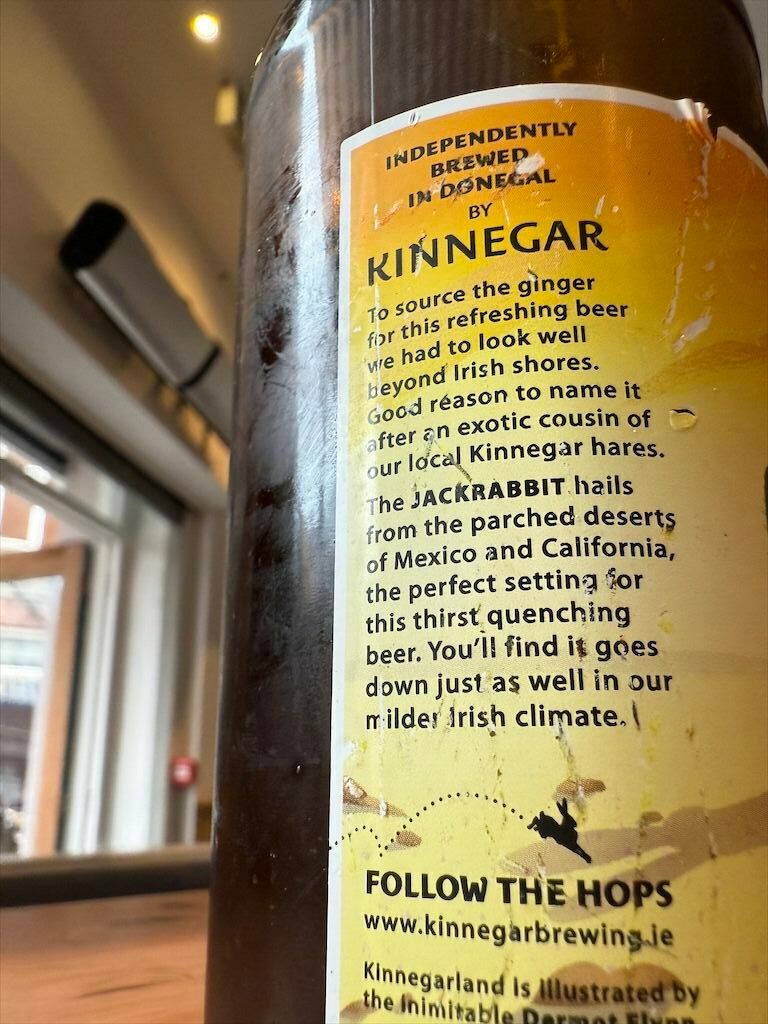 INDEPENDENTLY
BREWED
IN DONEGAL
BY
KINNEGAR
To source the ginger
for this refreshing beer
we had to look well
beyond Irish shores.
Good reason to name it
after an exotic cousin of
our local Kinnegar hares.
The JACKRABBIT hails
from the parched deserts
of Mexico and California,
the perfect setting for
this thirst quenching
beer. You'll find it goes
down just as well in our
milder Irish climate.
FOLLOW THE HOPS
www.kinnegarbrewing.ie
Kinnegarland is illustrated by
the inimitable Dermot Flynn